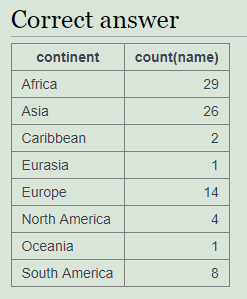 Correct answer
continent count(name)
Africa 29
Asia 26
Caribbean 2
Eurasia 1
Europe 14
North America 4
Oceania 1
South America 8